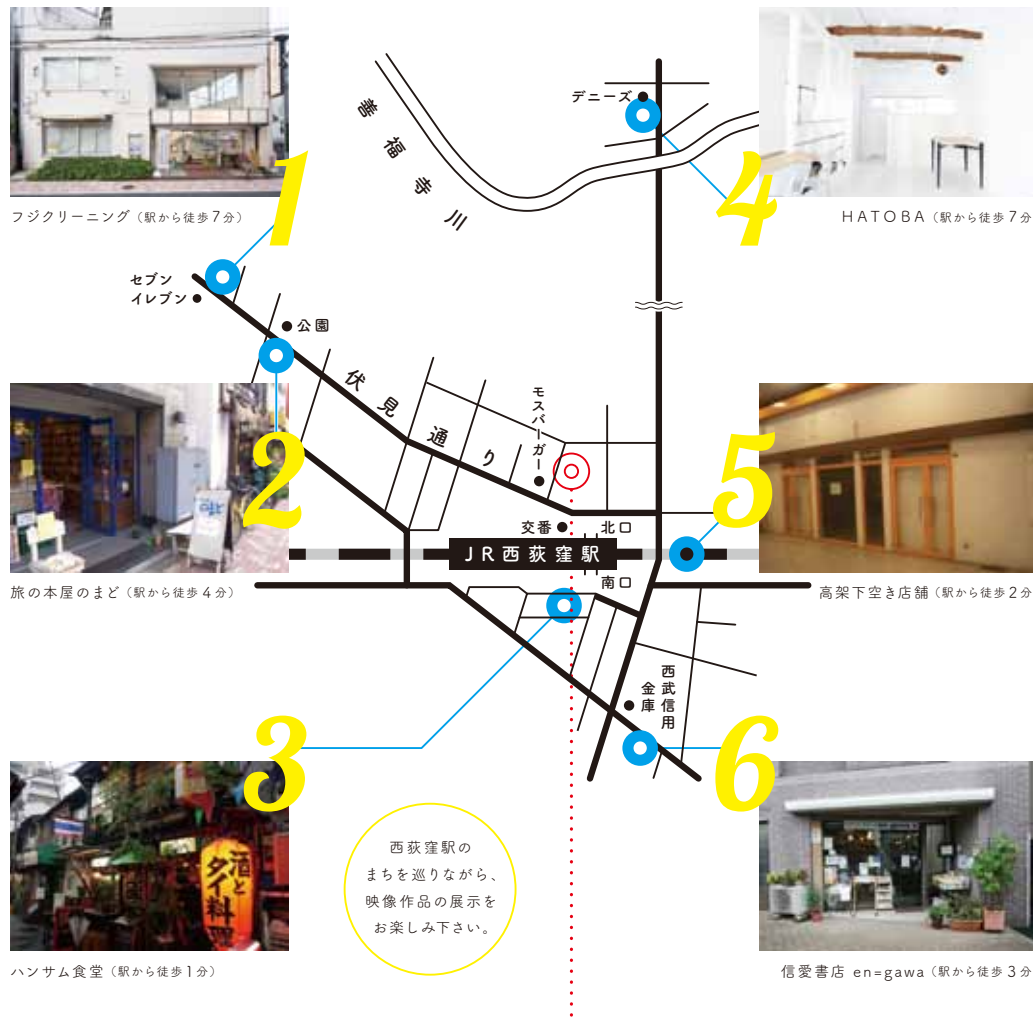 1
フジクリーニング（駅から徒歩7分）
デニーズ
善福寺川
4
HATOBA（駅から徒歩7分
セブン
イレブン
公園
2
旅の本屋のまど（駅から徒歩4分）
伏見通り
モスバーガー
交番
北口
JR西荻窪駅
南口
5
高架下空き店舗（駅から徒歩2分
3
酒と
タイ料理
ハンサム食堂（駅から徒歩1分）
西武信用
金庫
6
信愛書店 en=gawa（駅から徒歩3分
西荻窪駅の
まちを巡りながら、
映像作品の展示を
お楽しみ下さい。